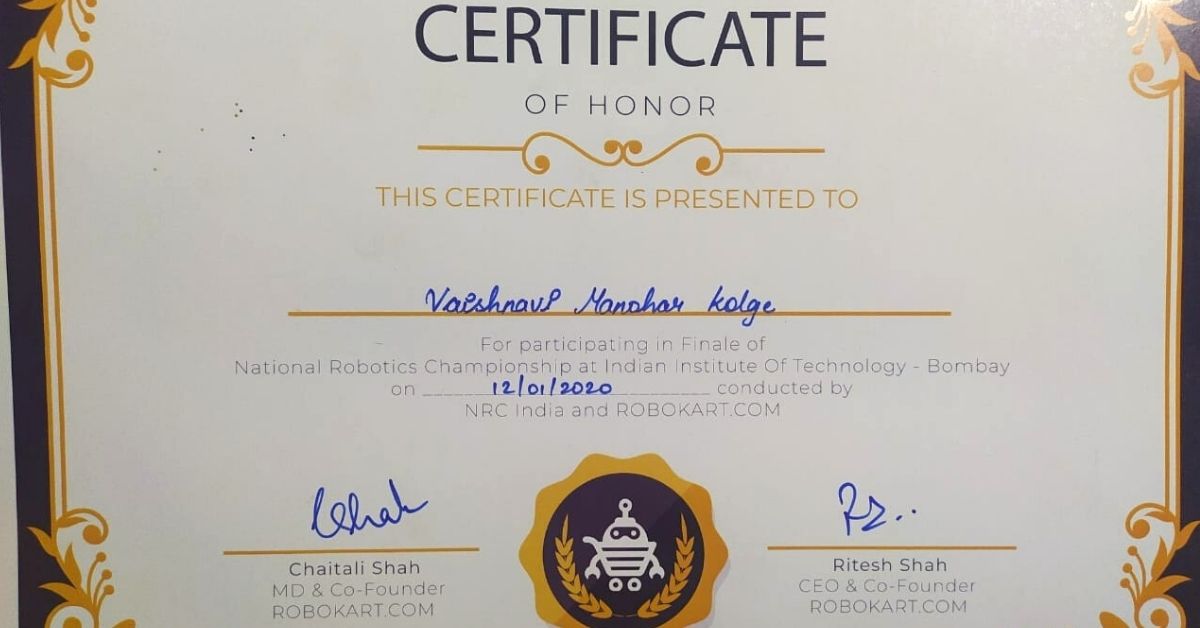 CERTIFICATE
OF HONOR
THIS CERTIFICATE IS PRESENTED TO
Vaishnavi Manohar Kolge
For participating in Finale of
National Robotics Championship at Indian Institute Of Technology - Bombay
on 12/01/2020 conducted by
NRC India and ROBOKART.COM
Chaitali Shah
MD & Co-Founder
ROBOKART.COM
Ritesh Shah
CEO & Co-Founder
ROBOKART.COM